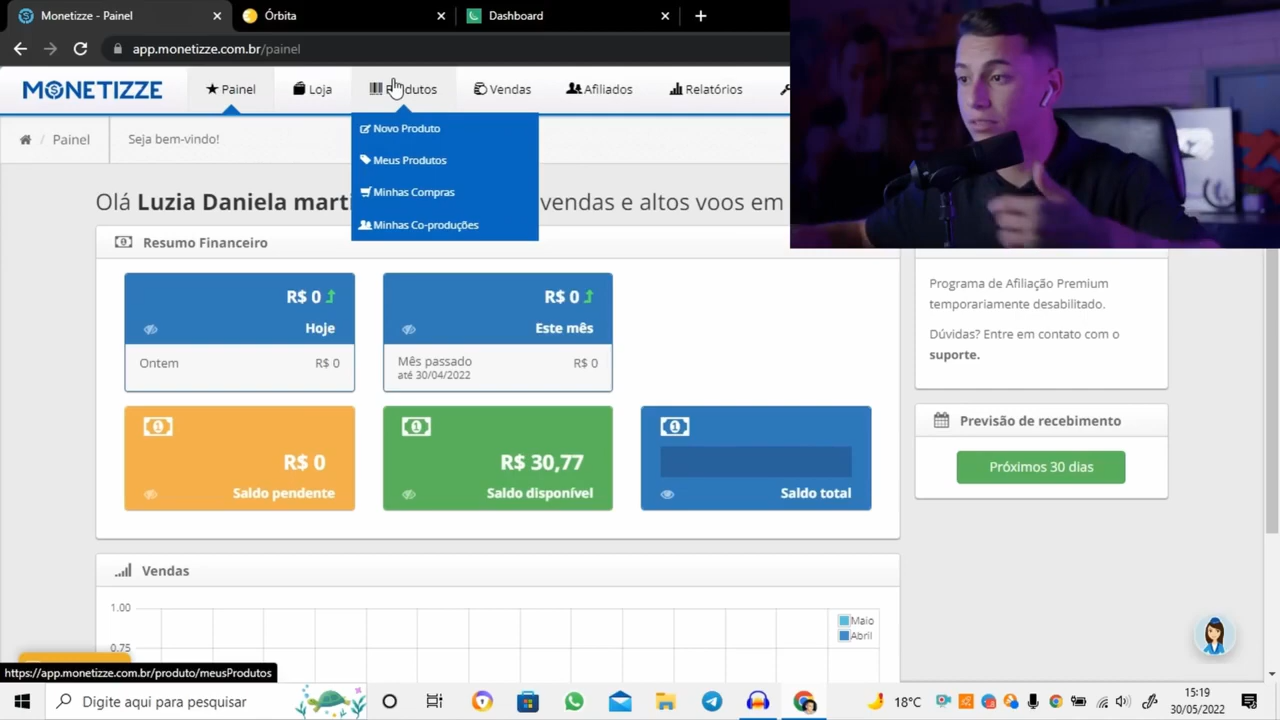 Monetizze - Painel
Órbita
Dashboard
app.monetizze.com.br/painel
MONETIZZE
Painel
Loja
Produtos
Vendas
Afiliados
Relatórios
Painel
Seja bem-vindo!
Novo Produto
Meus Produtos
Minhas Compras
Minhas Co-produções
Olá Luzia Daniela mart
vendas e altos voos em
Resumo Financeiro
R$ 0
Hoje
Ontem R$ 0
R$ 0
Este mês
Mês passado R$ 0
até 30/04/2022
R$ 0
Saldo pendente
R$ 30,77
Saldo disponível
Saldo total
Programa de Afiliação Premium
temporariamente desabilitado.
Dúvidas? Entre em contato com o
suporte.
Previsão de recebimento
Próximos 30 dias
Vendas
1.00
0.75
Maio
Abril
https://app.monetizze.com.br/produto/meusProdutos
Digite aqui para pesquisar
18°C
15:19
30/05/2022